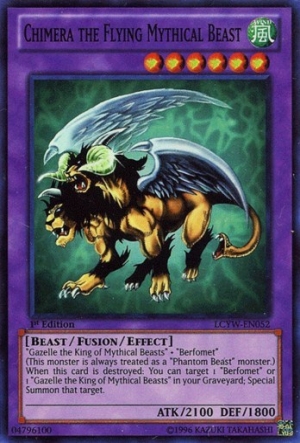 CHIMERA THE FLYING MYTHICAL BEAST
WIND
風
1st Edition
LCYW-EN052
[BEAST / FUSION / EFFECT]
"Gazelle the King of Mythical Beasts" + "Berfomet"
(This monster is always treated as a "Phantom Beast" monster.)
When this card is destroyed: You can target 1 "Berfomet" or
1 "Gazelle the King of Mythical Beasts" in your Graveyard; Special
Summon that target.
ATK/2100 DEF/1800
04796100
©1996 KAZUKI TAKAHASHI